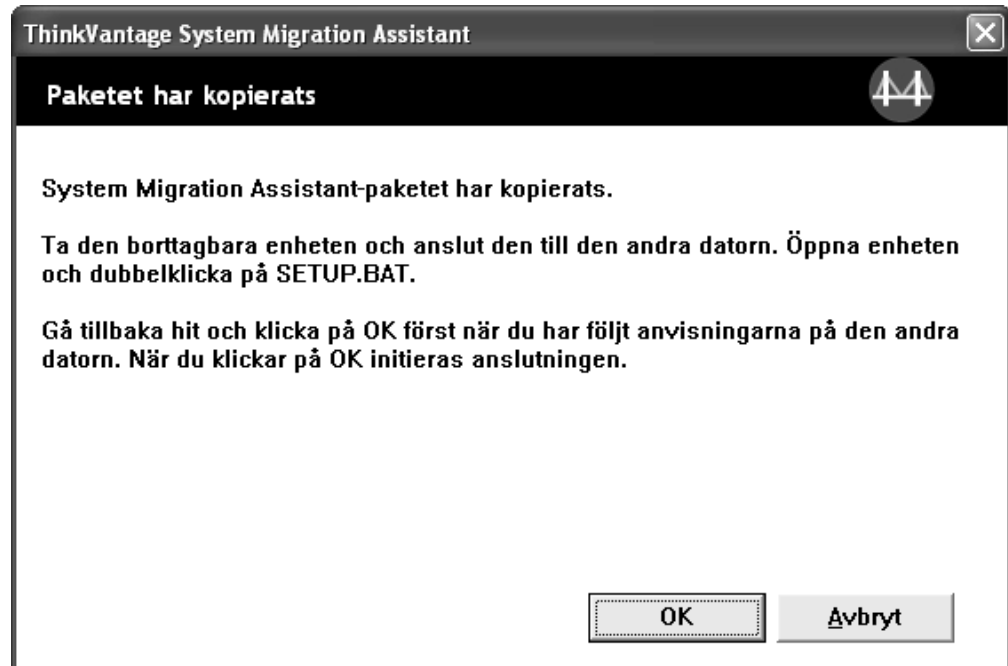 ThinkVantage System Migration Assistant
Paketet har kopierats
System Migration Assistant-paketet har kopierats.
Ta den borttagbara enheten och anslut den till den andra datorn. Öppna enheten
och dubbelklicka på SETUP.BAT.
Gå tillbaka hit och klicka på OK först när du har följt anvisningarna på den andra
datorn. När du klickar på OK initieras anslutningen.
OK
Avbryt